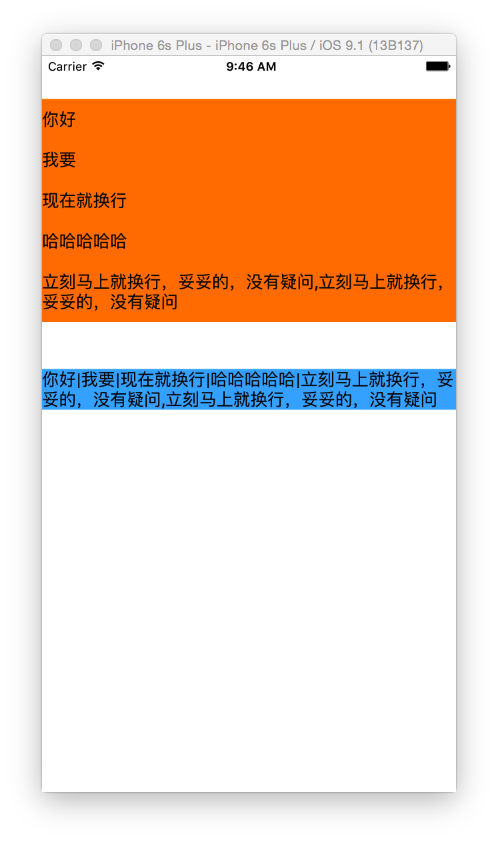 iPhone 6s Plus - iPhone 6s Plus / iOS 9.1 (13B137)
Carrier 9:46 AM
你好
我要
现在就换行
哈哈哈哈哈
立刻马上就换行，妥妥的，没有疑问,立刻马上就换行，
妥妥的，没有疑问
你好|我要|现在就换行|哈哈哈哈哈|立刻马上就换行，妥
妥的，没有疑问,立刻马上就换行，妥妥的，没有疑问